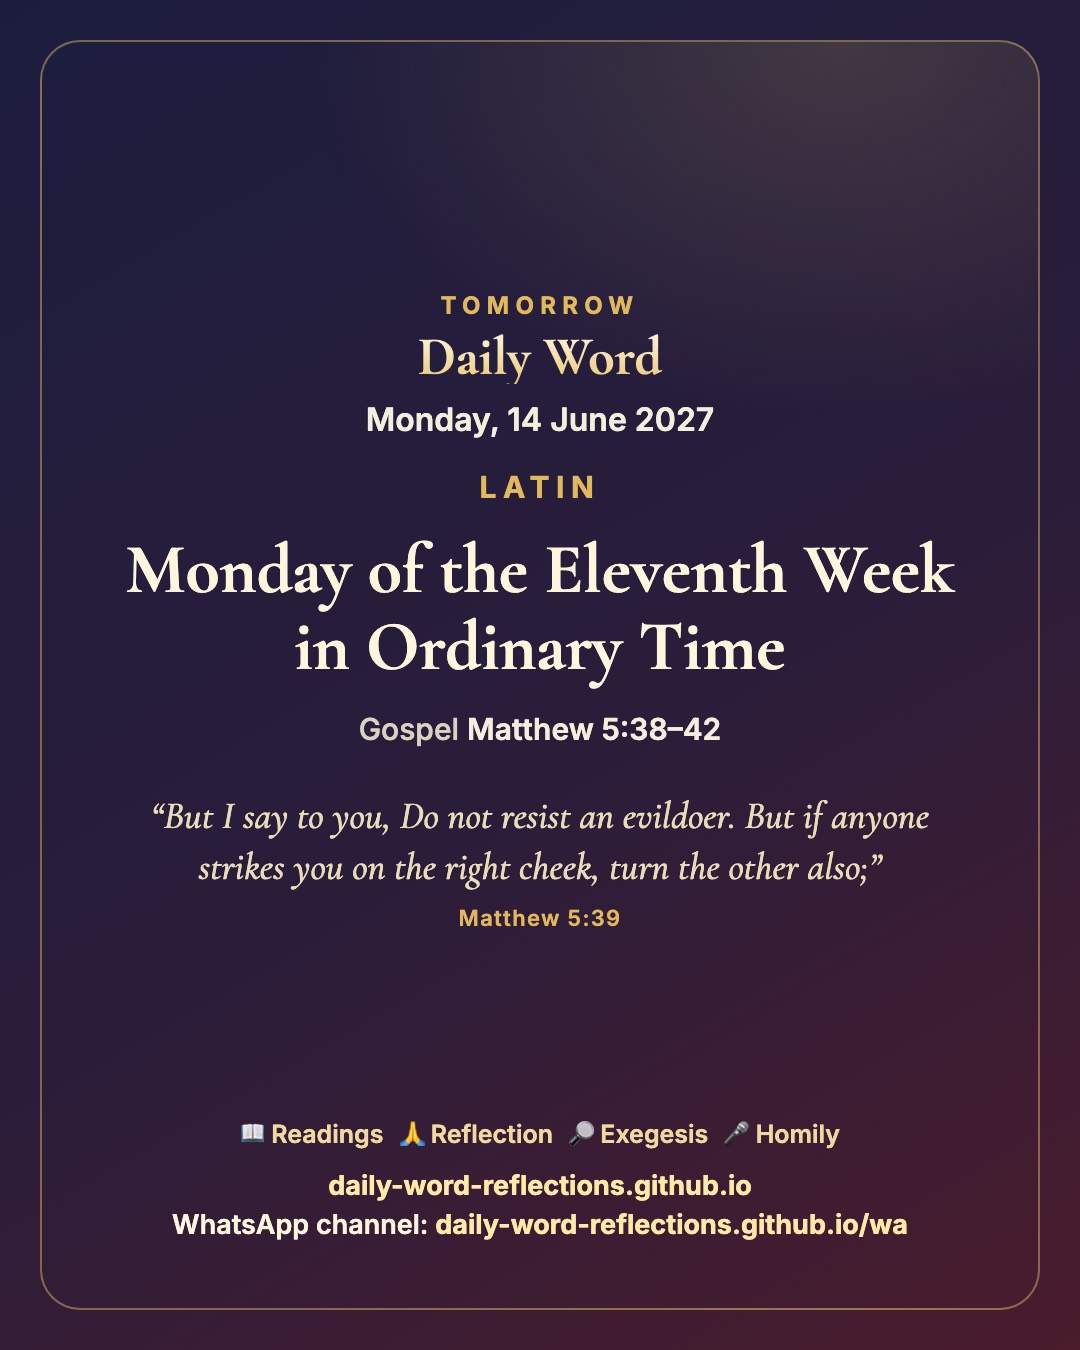 TOMORROW
Daily Word
Monday, 14 June 2027
LATIN
Monday of the Eleventh Week
in Ordinary Time
Gospel Matthew 5:38–42
“But I say to you, Do not resist an evildoer. But if anyone
strikes you on the right cheek, turn the other also;”
Matthew 5:39
📖 Readings 🙏 Reflection 🔎 Exegesis 🎤 Homily
daily-word-reflections.github.io
WhatsApp channel: daily-word-reflections.github.io/wa